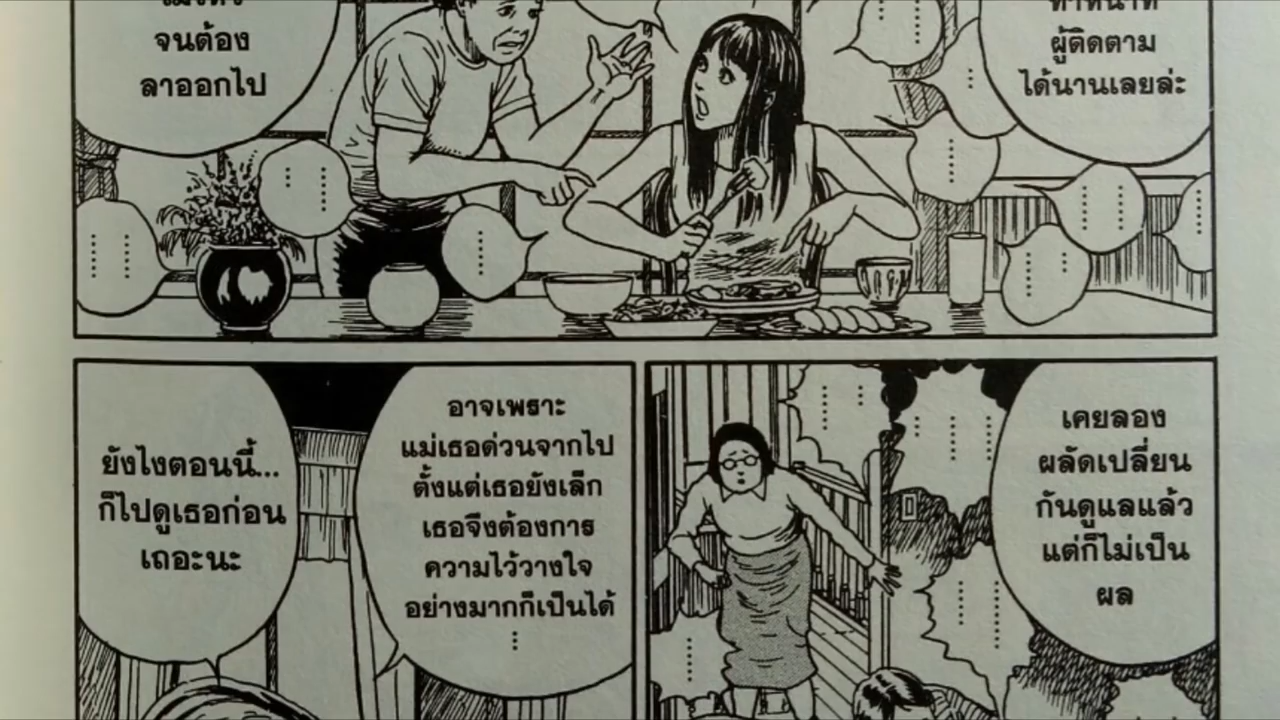 จนต้อง
ลาออกไป
ทำหน้าที่
ผู้ติดตาม
ได้นานเลยล่ะ
ยังไงตอนนี้...
ก็ไปดูเธอก่อน
เถอะนะ
อาจเพราะ
แม่เธอด่วนจากไป
ตั้งแต่เธอยังเล็ก
เธอจึงต้องการ
ความไว้วางใจ
อย่างมากก็เป็นได้
เคยลอง
ผลัดเปลี่ยน
กันดูแลแล้ว
แต่ก็ไม่เป็น
ผล